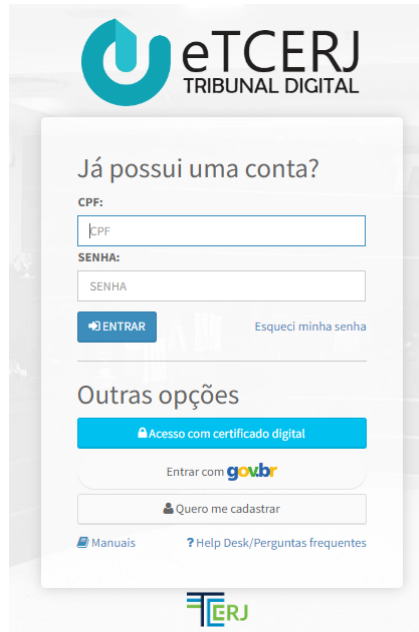 eTCERJ
TRIBUNAL DIGITAL
Já possui uma conta?
CPF:
CPF
SENHA:
SENHA
ENTRAR
Esqueci minha senha
Outras opções
Acesso com certificado digital
Entrar com gov.br
Quero me cadastrar
Manuais
? Help Desk/Perguntas frequentes
TCERJ